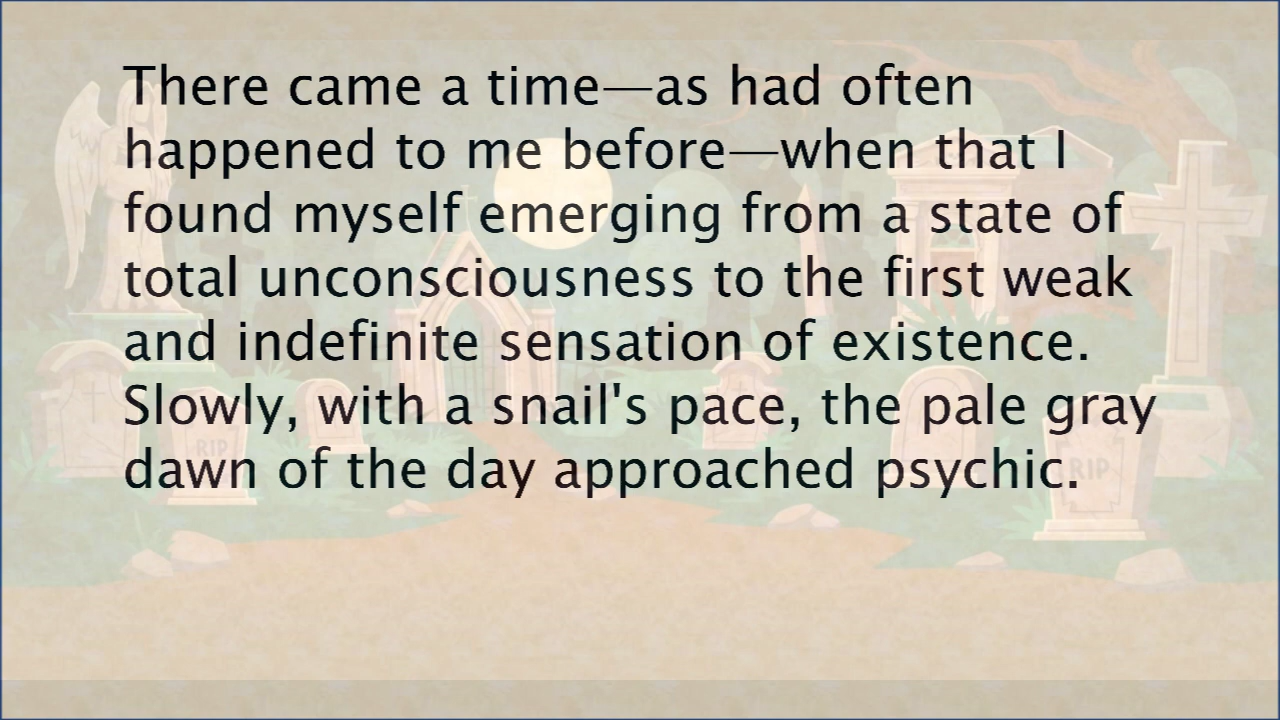 There came a time—as had often
happened to me before—when that I
found myself emerging from a state of
total unconsciousness to the first weak
and indefinite sensation of existence.
Slowly, with a snail's pace, the pale gray
dawn of the day approached psychic.
RIP
RIP